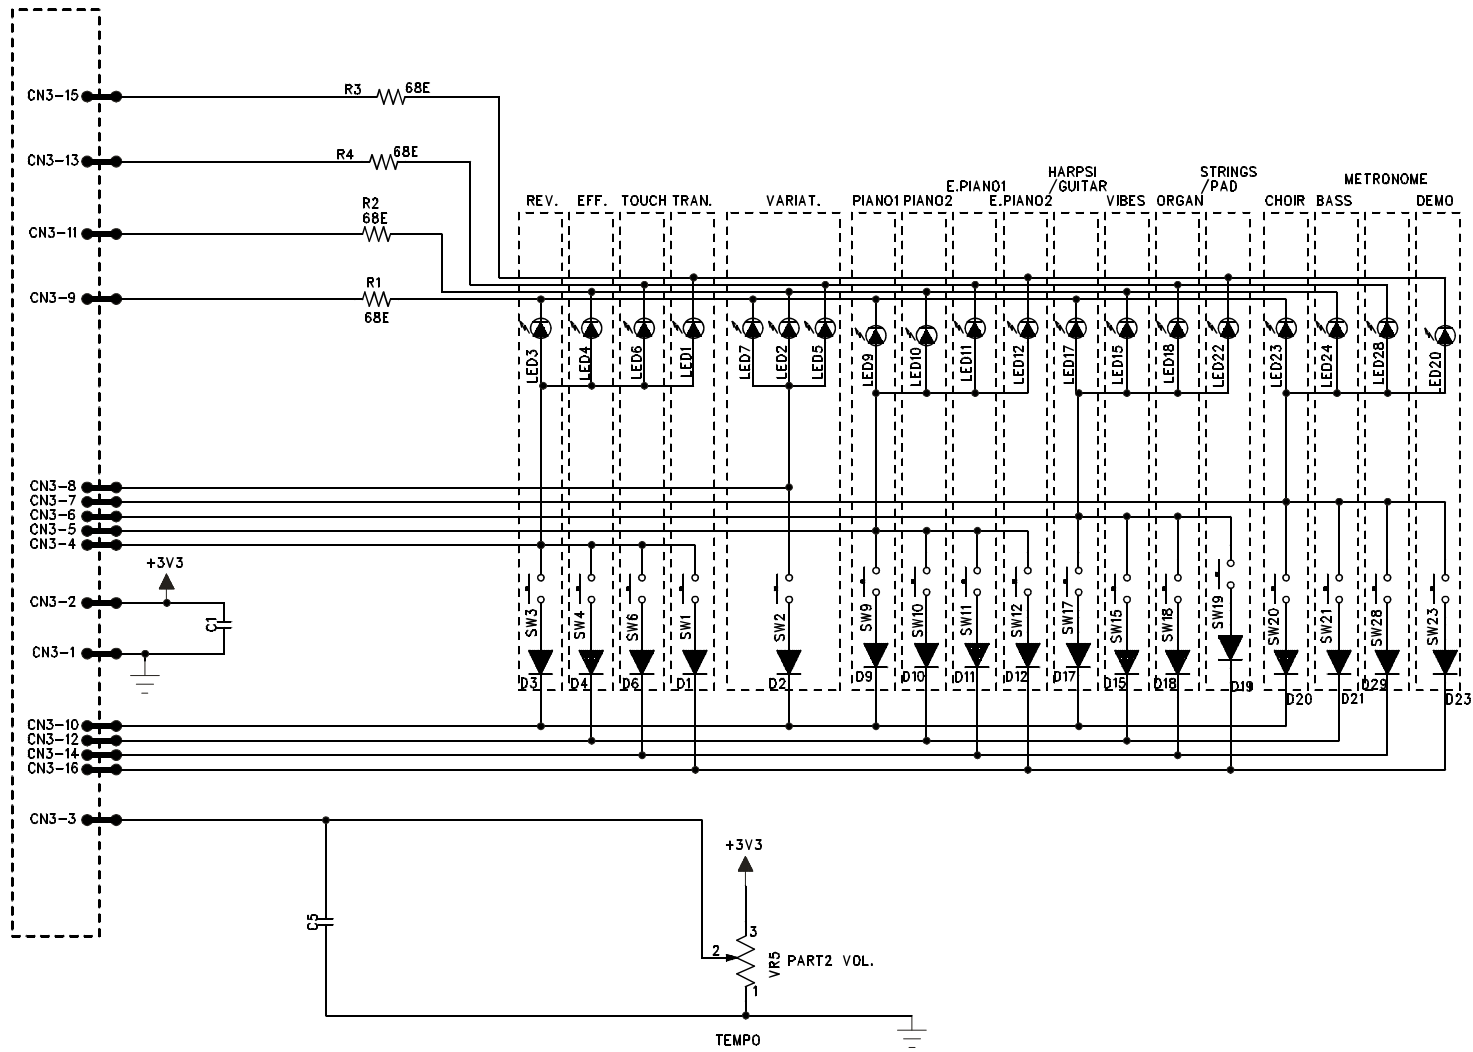 CN3-15
R3
68E
CN3-13
R4
68E
R2
68E
CN3-11
R1
CN3-9
68E
STRINGS
/PAD
HARPSI
/GUITAR
METRONOME
E.PIANO1
REV.
EFF.
TOUCH
TRAN.
VARIAT.
PIANO1
PIANO2
E.PIANO2
VIBES
ORGAN
CHOIR
BASS
DEMO
LED3
LED4
LED6
LED1
LED7
LED2
LED5
LED9
LED10
LED11
LED12
LED17
LED15
LED18
LED22
LED23
LED24
LED28
LED20
CN3-8
CN3-7
CN3-6
CN3-5
CN3-4
+3V3
CN3-2
C1
CN3-1
SW3
SW4
SW6
SW1
SW2
SW9
SW10
SW11
SW12
SW17
SW15
SW18
SW19
SW20
SW21
SW28
SW23
D3
D4
D6
D1
D2
D9
D10
D11
D12
D17
D15
D18
D19
D20
D21
D29
D23
CN3-10
CN3-12
CN3-14
CN3-16
CN3-3
+3V3
C5
3
2
VR5
PART2 VOL.
1
TEMPO